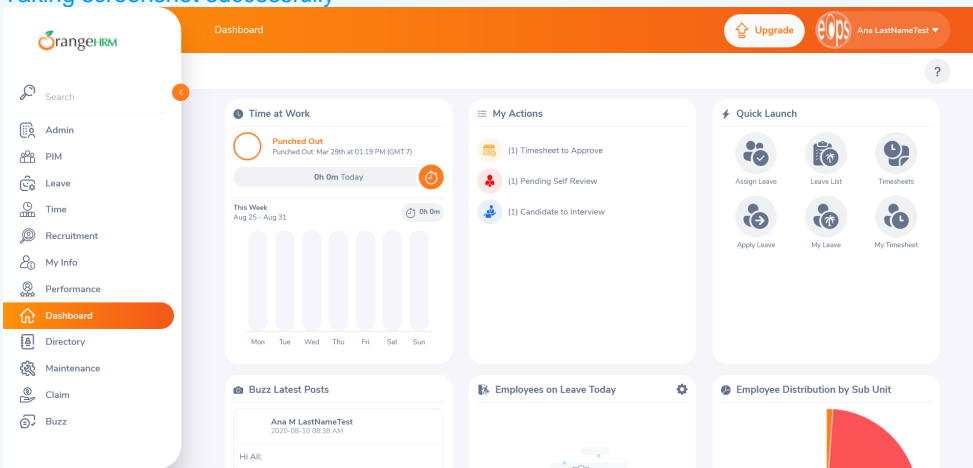 Taking screenshot successfully
OrangeHRM
Dashboard
Upgrade
eops
Ana LastNameTest
?
Search
Admin
PIM
Leave
Time
Recruitment
My Info
Performance
Dashboard
Directory
Maintenance
Claim
Buzz
Time at Work
Punched Out
Punched Out: Mar 29th at 01:19 PM (GMT 7)
0h 0m Today
This Week
Aug 25 - Aug 31
0h 0m
Mon Tue Wed Thu Fri Sat Sun
My Actions
(1) Timesheet to Approve
(1) Pending Self Review
(1) Candidate to Interview
Quick Launch
Assign Leave Leave List Timesheets
Apply Leave My Leave My Timesheet
Buzz Latest Posts
Ana M LastNameTest
2020-08-10 08:38 AM
Hi All;
Employees on Leave Today
Employee Distribution by Sub Unit